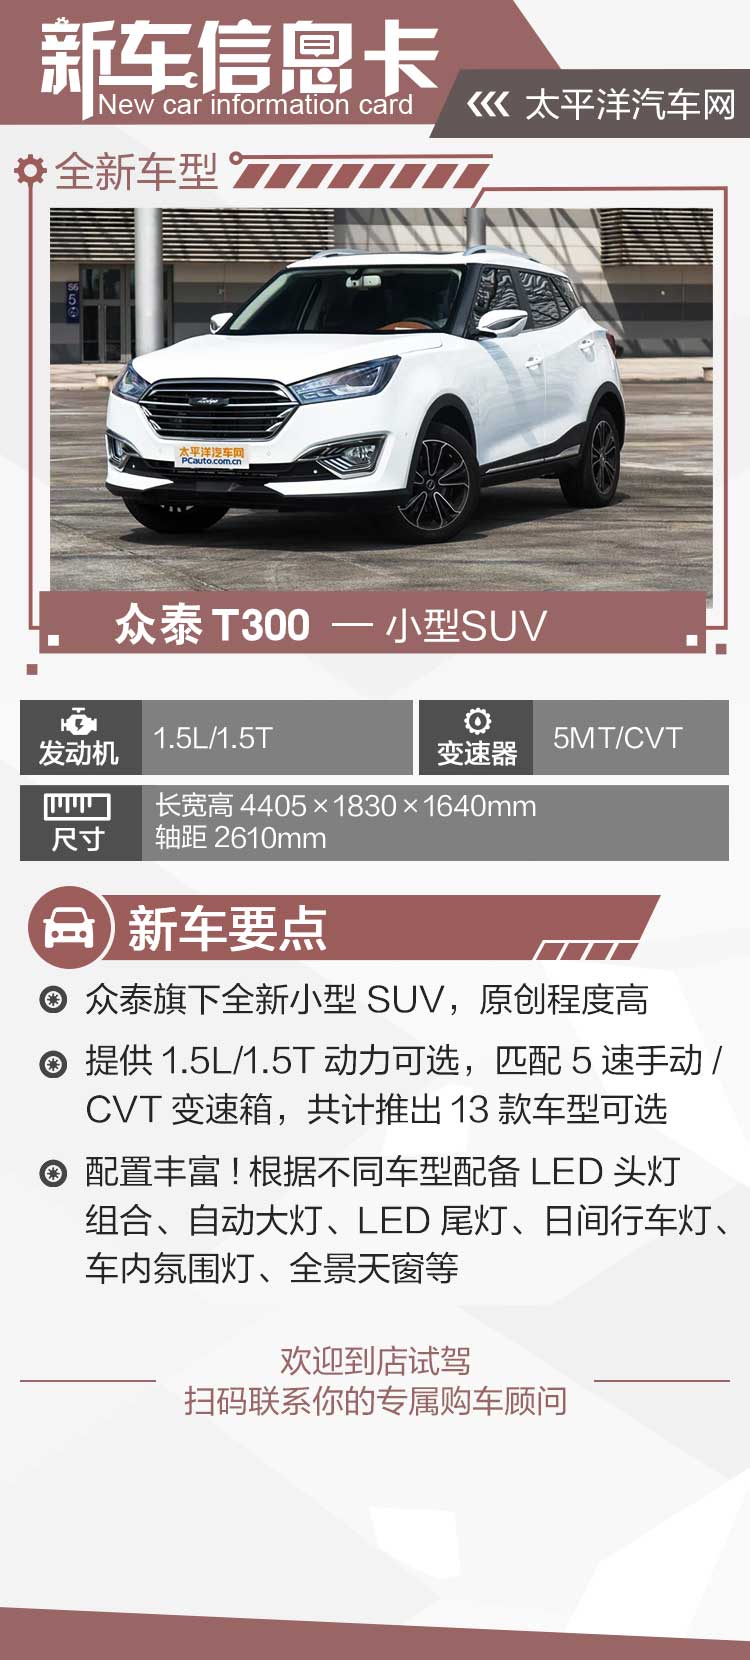 新车信息卡
New car information card
太平洋汽车网
全新车型
S6
5
Zotye
太平洋汽车网
PCauto.com.cn
众泰 T300 — 小型SUV
发动机 1.5L/1.5T
变速器 5MT/CVT
尺寸
长宽高 4405×1830×1640mm
轴距 2610mm
新车要点
众泰旗下全新小型 SUV，原创程度高
提供 1.5L/1.5T 动力可选，匹配 5 速手动 /
CVT 变速箱，共计推出 13 款车型可选
配置丰富！根据不同车型配备 LED 头灯
组合、自动大灯、LED 尾灯、日间行车灯、
车内氛围灯、全景天窗等
欢迎到店试驾
扫码联系你的专属购车顾问